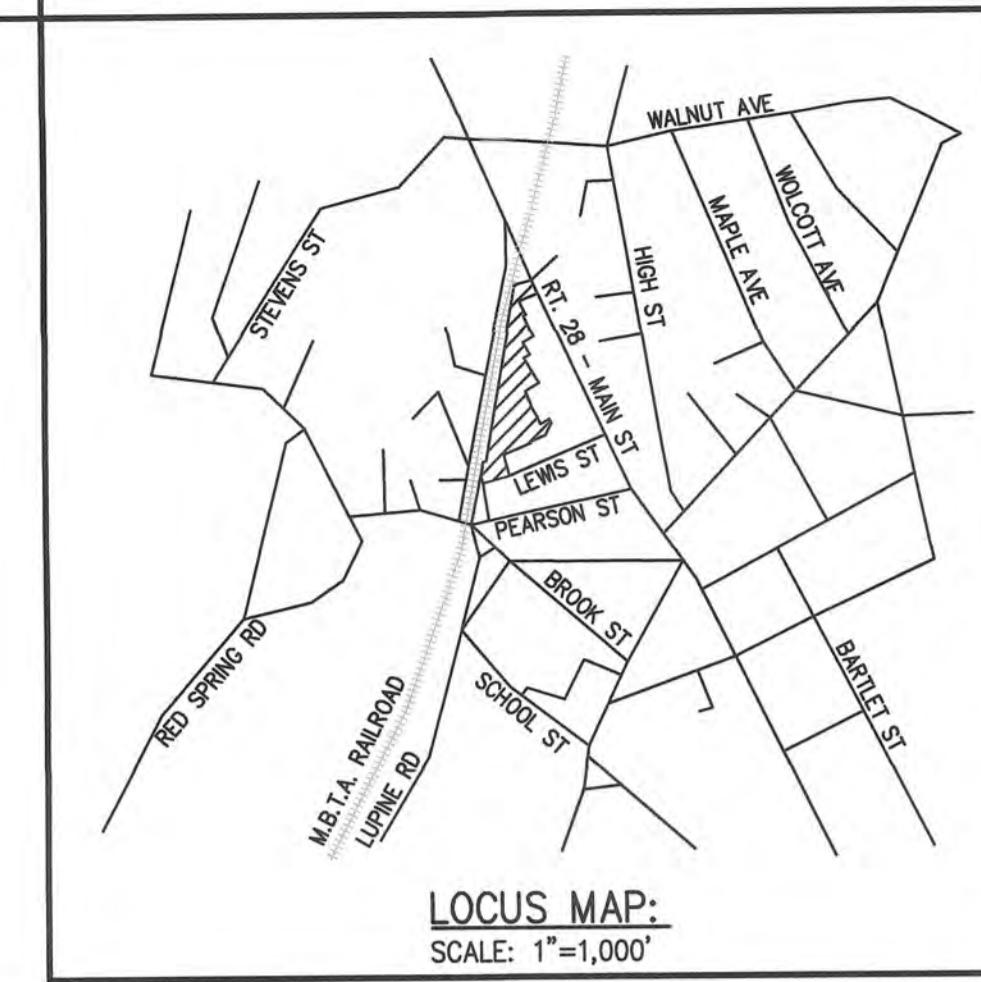 WALNUT AVE
STEVENS ST
MAPLE AVE
WOLCOTT AVE
HIGH ST
RT. 28 - MAIN ST
LEWIS ST
PEARSON ST
BROOK ST
SCHOOL ST
BARTLET ST
RED SPRING RD
M.B.T.A. RAILROAD
LUPINE RD
LOCUS MAP:
SCALE: 1"=1,000'